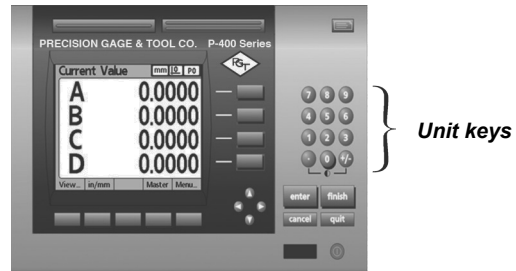 PRECISION GAGE & TOOL CO. P-400 Series
PGT
Current Value mm P0
A 0.0000
B 0.0000
C 0.0000
D 0.0000
View... in/mm Master Menu...
7 8 9
4 5 6
1 2 3
. 0 +/-
enter finish
cancel quit
Unit keys